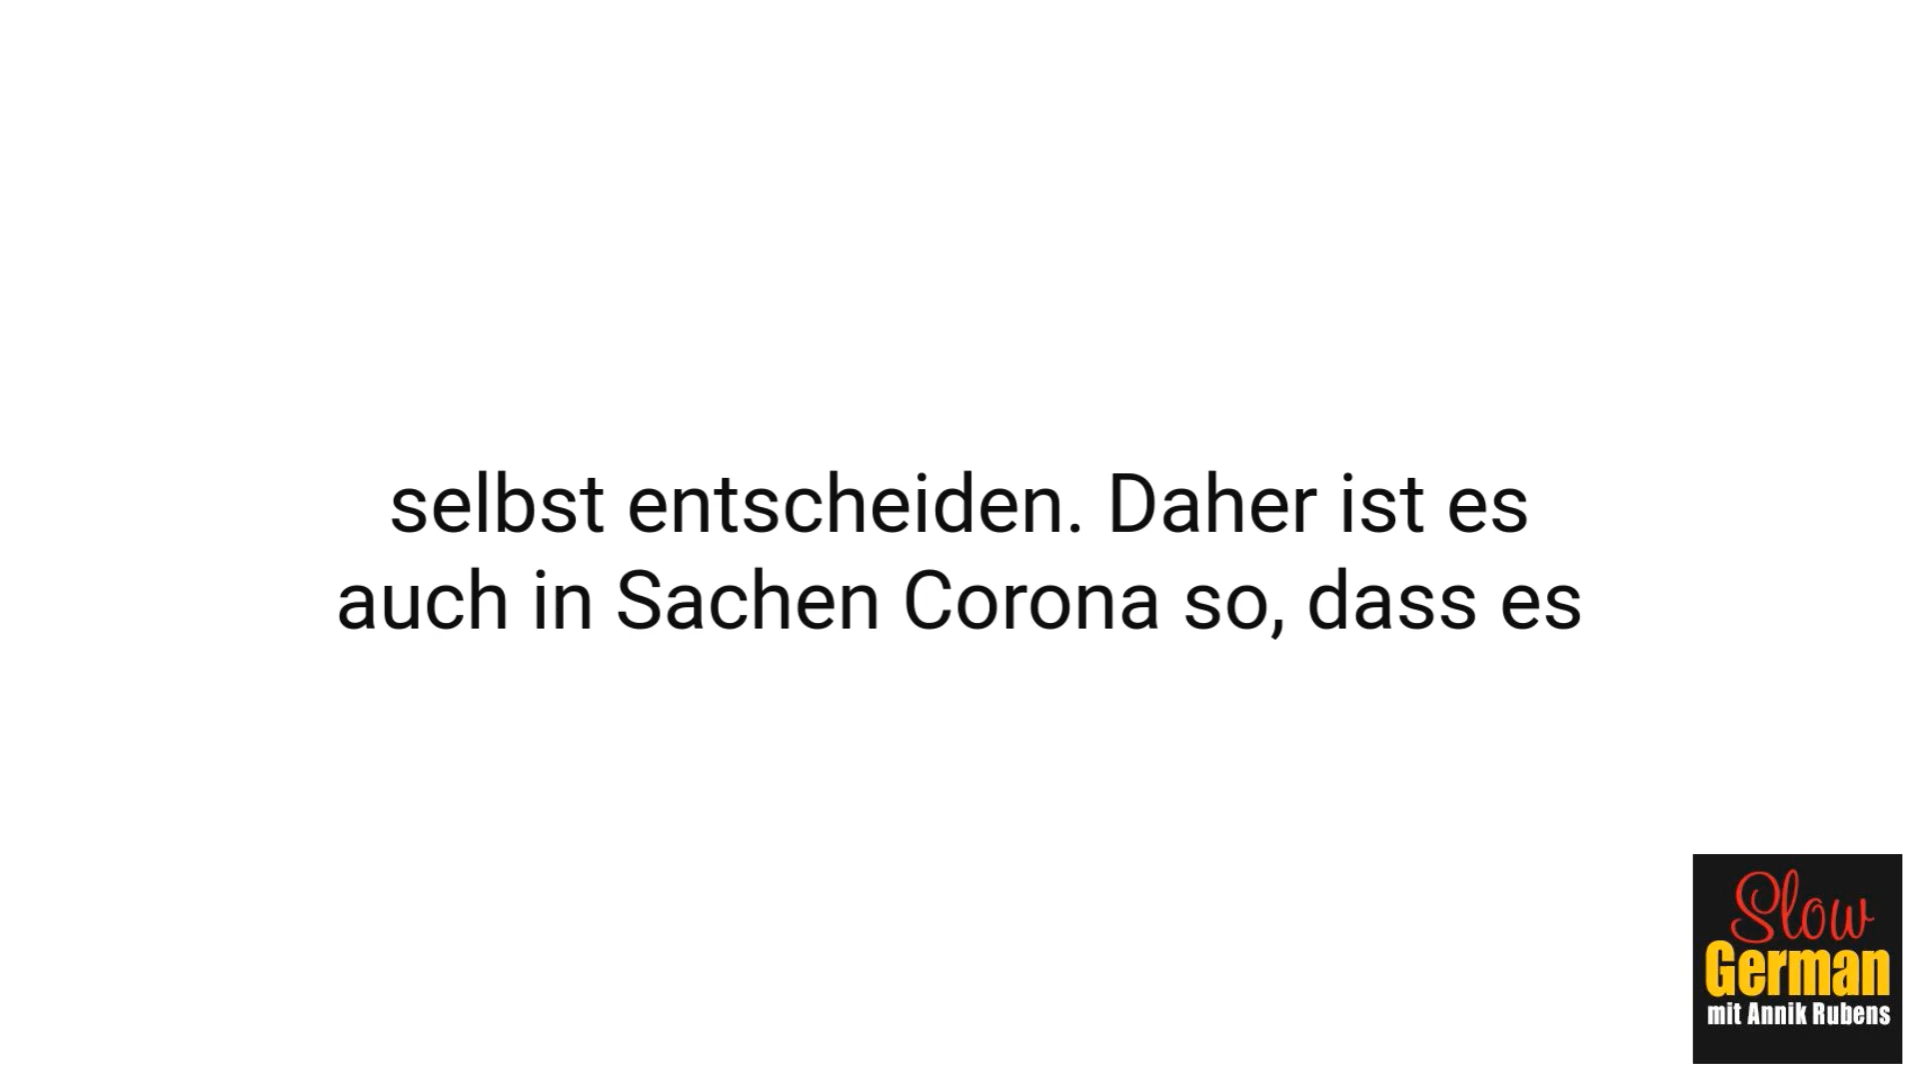 selbst entscheiden. Daher ist es
auch in Sachen Corona so, dass es
Slow
German
mit Annik Rubens